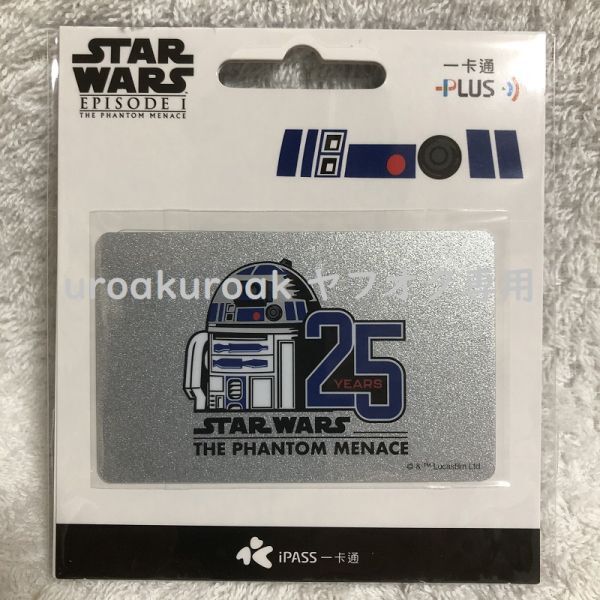 STAR
WARS
EPISODE I
THE PHANTOM MENACE
一卡通
PLUS
uroakuroak ヤフオク専用
25
YEARS
STAR WARS
THE PHANTOM MENACE
© & ™ Lucasfilm Ltd.
iPASS 一卡通